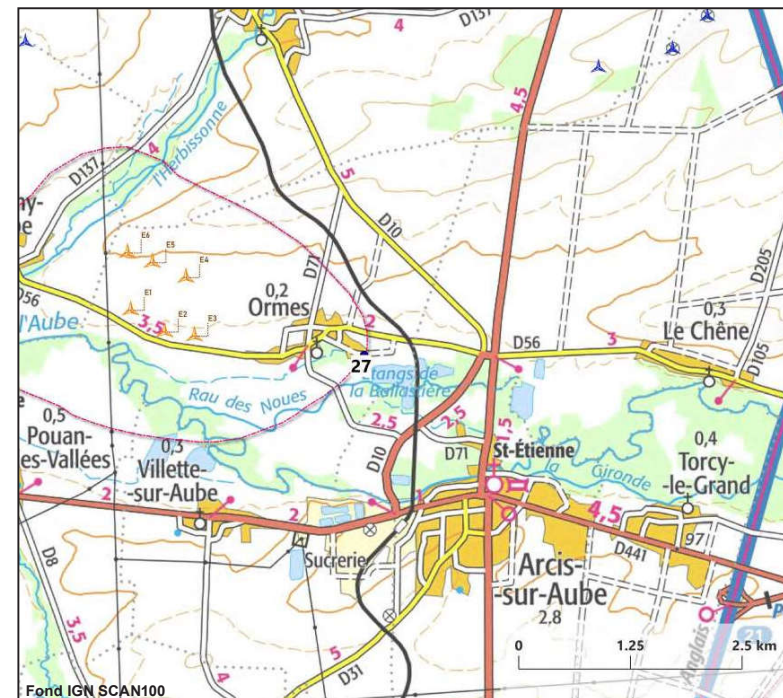 4
D137
4,5
D137
4
l'Herbissonne
5
D10
D71
E6
E5
E4
E1
E2
E3
0,2
Ormes
D205
D56
l'Aube
3,5
2
27
D56
3
0,3
Le Chêne
D105
Étangs de
la Ballastière
Rau des Noues
2,5
2,5
1,5
0,5
Pouan-
es-Vallées
0,3
Villette-
-sur-Aube
D10
D71
St-Étienne
la Gironde
0,4
Torcy-
-le-Grand
2
2
1
4,5
Sucrerie
D441
97
D8
Arcis-
-sur-Aube
2,8
3,5
4
5
D31
Anglais
21
P
0 1.25 2.5 km
Fond IGN SCAN100